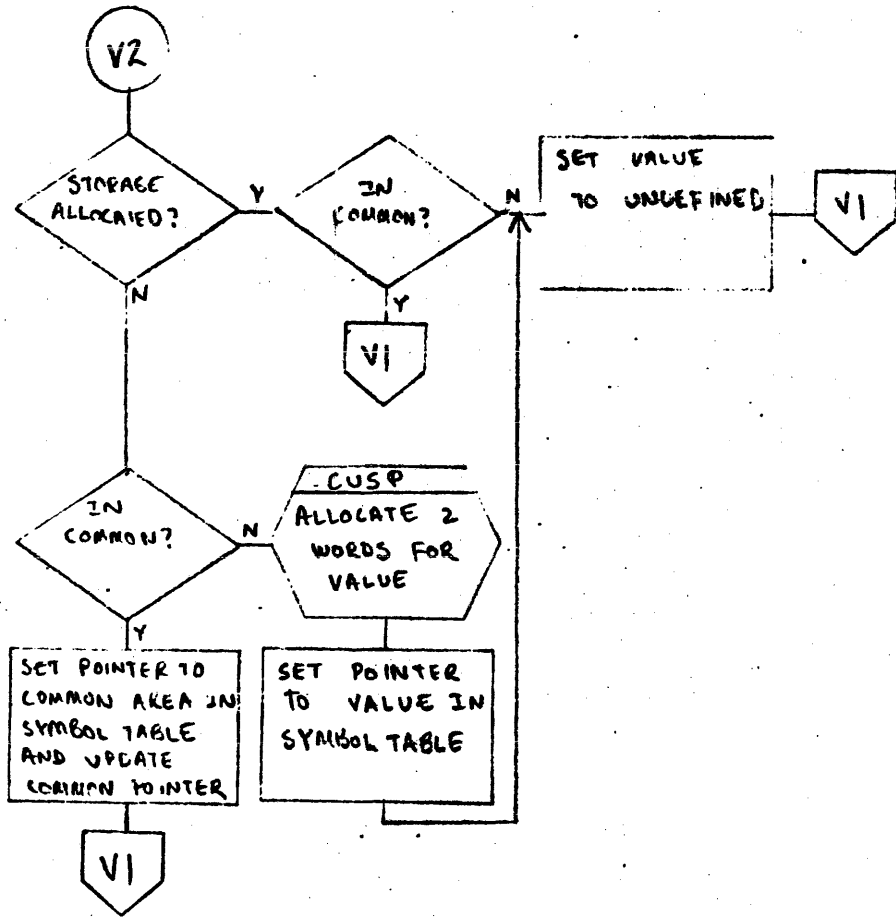 V2
STORAGE
ALLOCATED?
Y
IN
COMMON?
N
SET VALUE
TO UNDEFINED
V1
N
Y
V1
IN
COMMON?
N
CUSP
ALLOCATE 2
WORDS FOR
VALUE
Y
SET POINTER TO
COMMON AREA IN
SYMBOL TABLE
AND UPDATE
COMMON POINTER
SET POINTER
TO VALUE IN
SYMBOL TABLE
V1